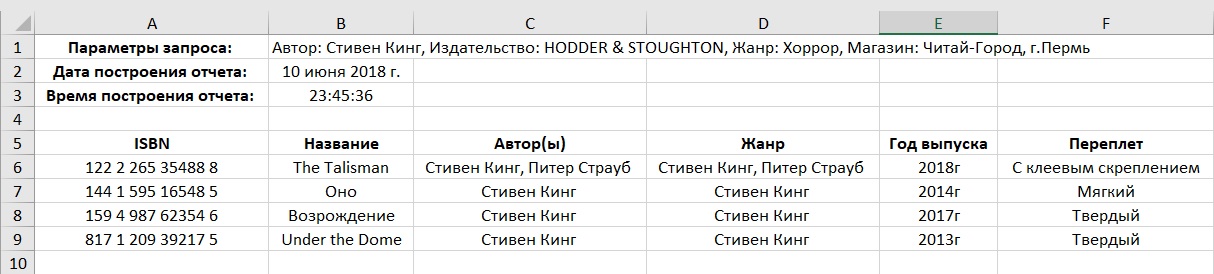 A B C D E F
1 Параметры запроса: Автор: Стивен Кинг, Издательство: HODDER & STOUGHTON, Жанр: Хоррор, Магазин: Читай-Город, г.Пермь
2 Дата построения отчета: 10 июня 2018 г.
3 Время построения отчета: 23:45:36
4
5 ISBN Название Автор(ы) Жанр Год выпуска Переплет
6 122 2 265 35488 8 The Talisman Стивен Кинг, Питер Страуб Стивен Кинг, Питер Страуб 2018г С клеевым скреплением
7 144 1 595 16548 5 Оно Стивен Кинг Стивен Кинг 2014г Мягкий
8 159 4 987 62354 6 Возрождение Стивен Кинг Стивен Кинг 2017г Твердый
9 817 1 209 39217 5 Under the Dome Стивен Кинг Стивен Кинг 2013г Твердый
10